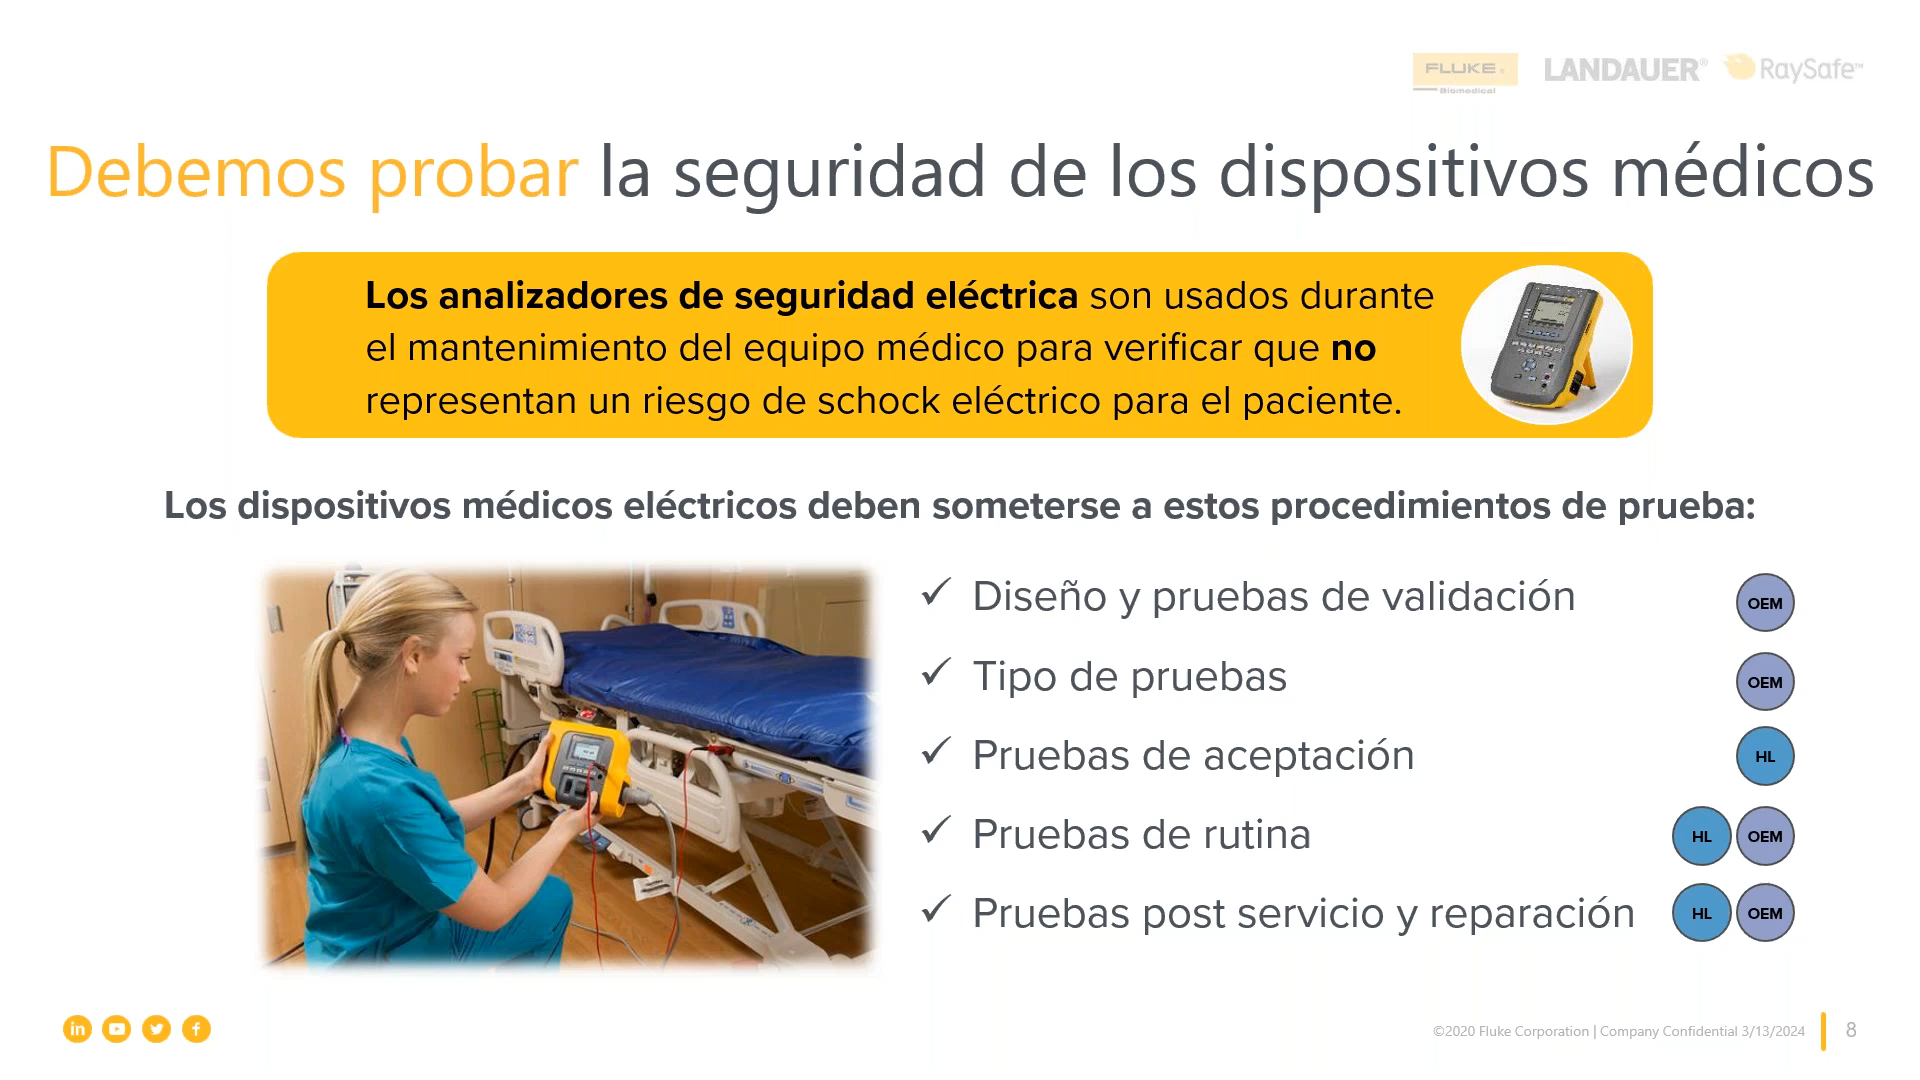 FLUKE
Biomedical
LANDAUER®
RaySafe™
Debemos probar la seguridad de los dispositivos médicos
Los analizadores de seguridad eléctrica son usados durante
el mantenimiento del equipo médico para verificar que no
representan un riesgo de schock eléctrico para el paciente.
Los dispositivos médicos eléctricos deben someterse a estos procedimientos de prueba:
✓ Diseño y pruebas de validación OEM
✓ Tipo de pruebas OEM
✓ Pruebas de aceptación HL
✓ Pruebas de rutina HL OEM
✓ Pruebas post servicio y reparación HL OEM
©2020 Fluke Corporation | Company Confidential 3/13/2024 8